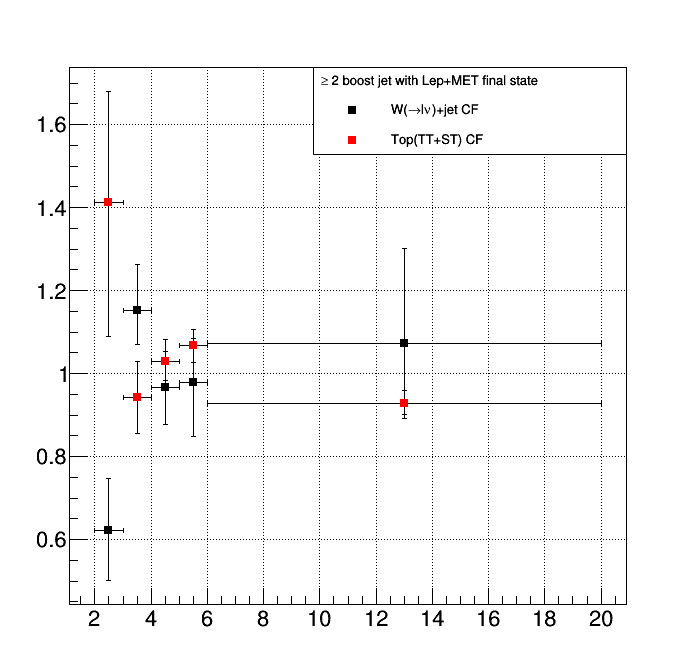 ≥ 2 boost jet with Lep+MET final state
W(→lν)+jet CF
Top(TT+ST) CF
1.6
1.4
1.2
1
0.8
0.6
2 4 6 8 10 12 14 16 18 20